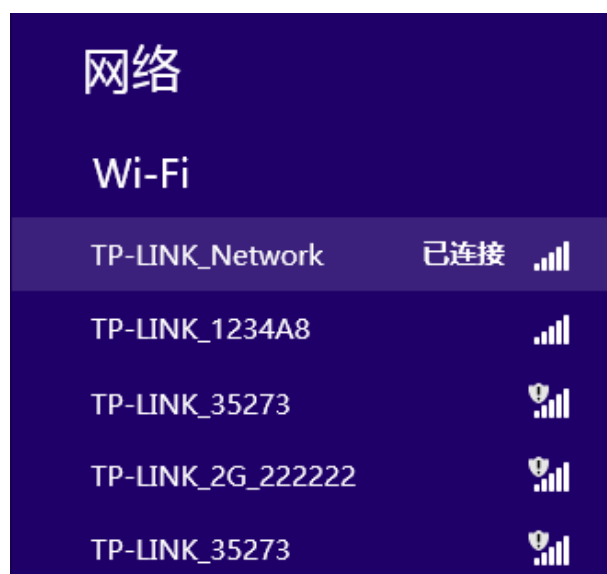 网络
Wi-Fi
TP-LINK_Network 已连接
TP-LINK_1234A8
TP-LINK_35273
TP-LINK_2G_222222
TP-LINK_35273